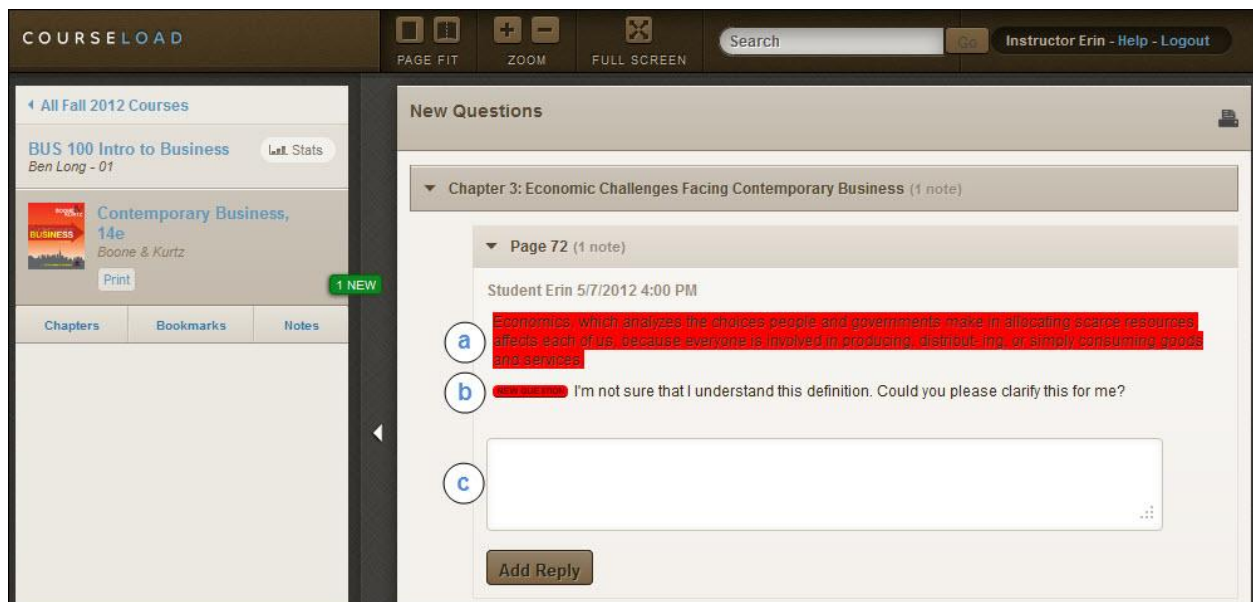 COURSELOAD
PAGE FIT
ZOOM
FULL SCREEN
Search
Go
Instructor Erin - Help - Logout
All Fall 2012 Courses
BUS 100 Intro to Business
Stats
Ben Long - 01
BOONE
KURTZ
BUSINESS
Contemporary Business,
14e
Boone & Kurtz
Print
1 NEW
Chapters
Bookmarks
Notes
New Questions
Chapter 3: Economic Challenges Facing Contemporary Business (1 note)
Page 72 (1 note)
Student Erin 5/7/2012 4:00 PM
a
Economics, which analyzes the choices people and governments make in allocating scarce resources,
affects each of us, because everyone is involved in producing, distribut- ing, or simply consuming goods
and services.
b
NEW QUESTION I'm not sure that I understand this definition. Could you please clarify this for me?
c
Add Reply